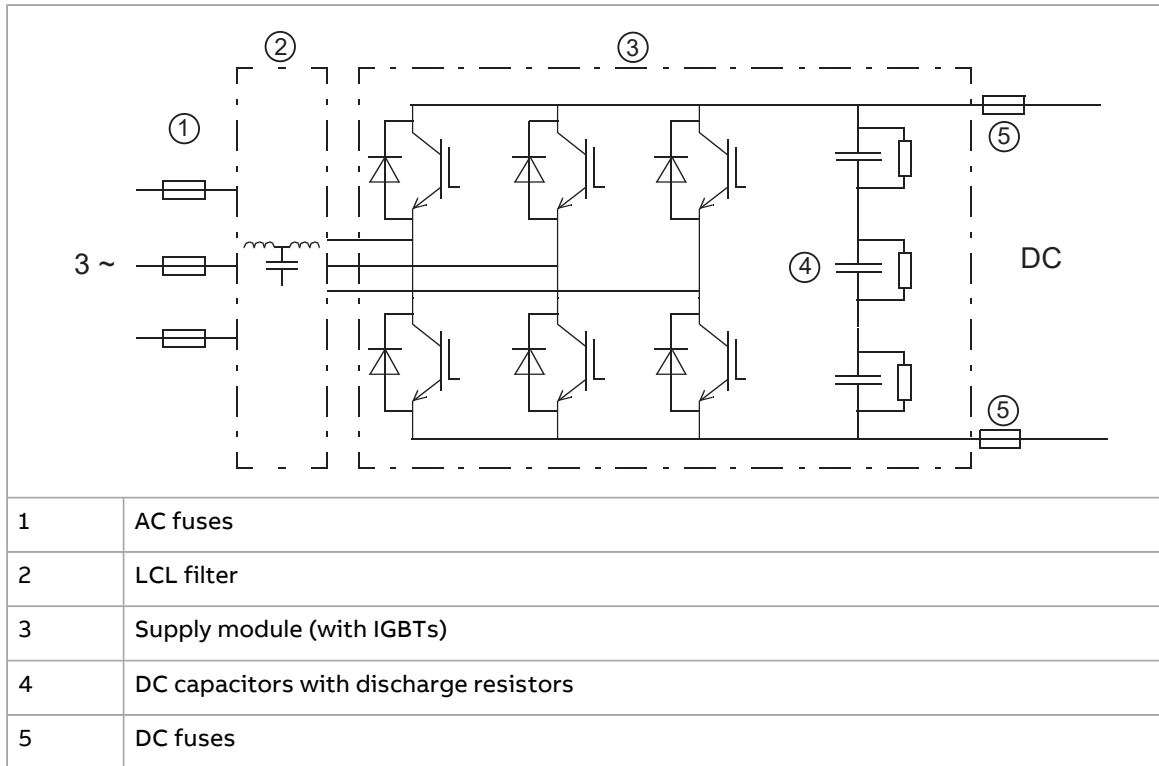 ②
③
①
⑤
3 ~
④
DC
⑤
1 AC fuses
2 LCL filter
3 Supply module (with IGBTs)
4 DC capacitors with discharge resistors
5 DC fuses